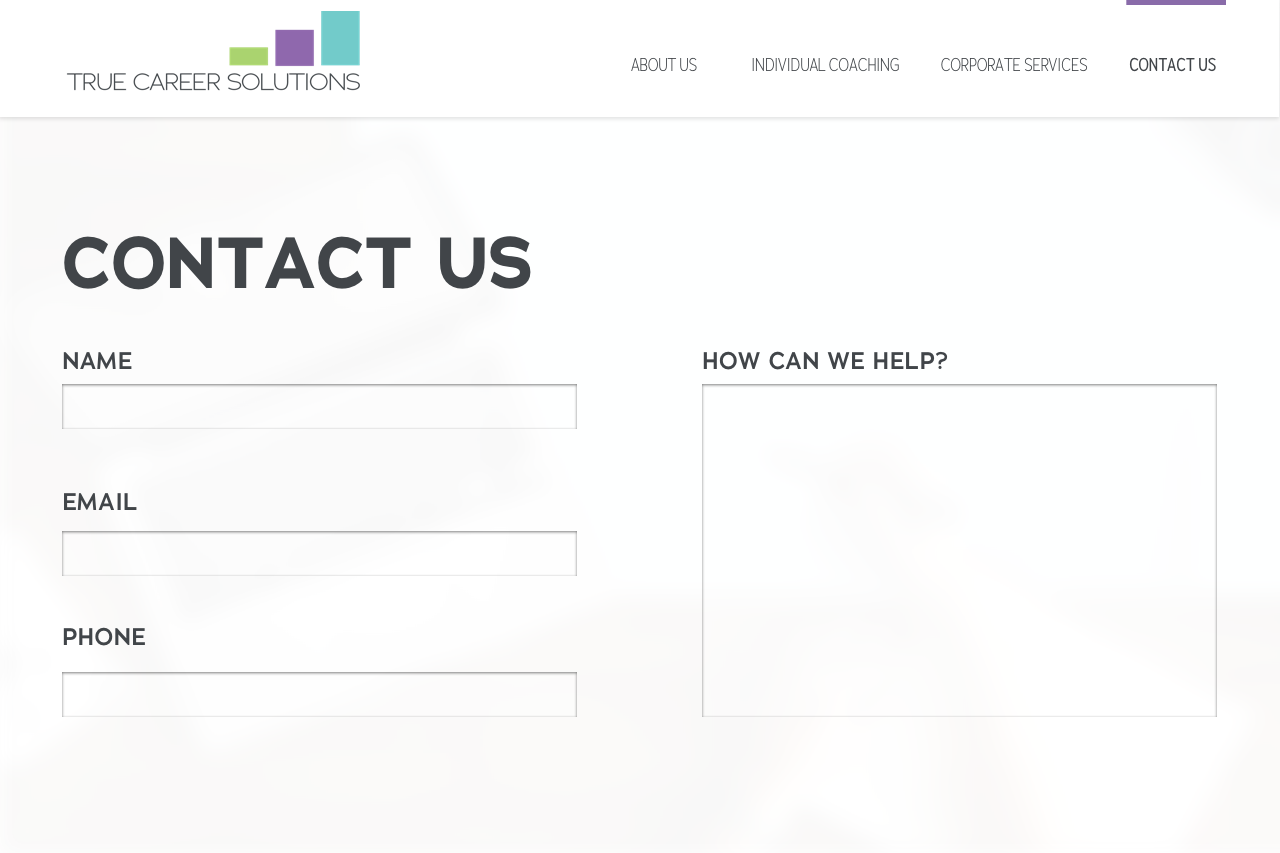 TRUE CAREER SOLUTIONS
ABOUT US
INDIVIDUAL COACHING
CORPORATE SERVICES
CONTACT US
CONTACT US
NAME
EMAIL
PHONE
HOW CAN WE HELP?